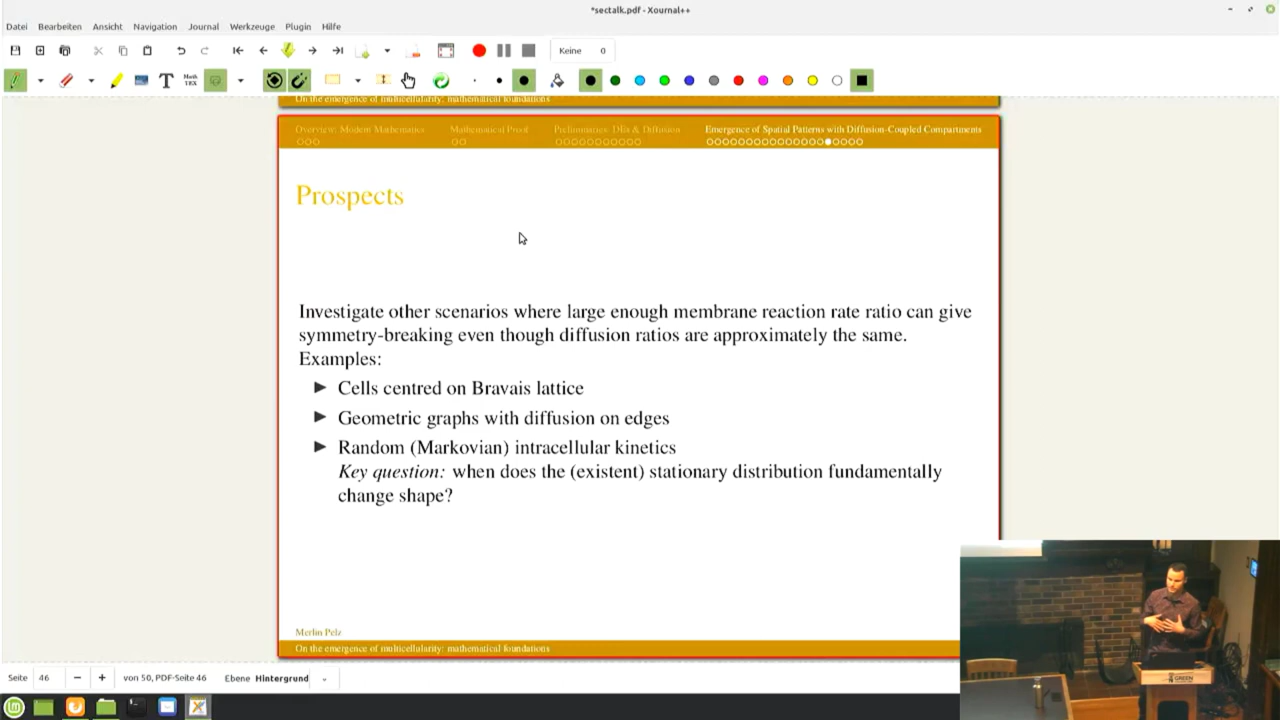 *sectalk.pdf - Xournal++
Datei Bearbeiten Ansicht Navigation Journal Werkzeuge Plugin Hilfe
Keine 0
T Math TEX
On the emergence of multicellularity: mathematical foundations
Overview: Modern Mathematics Mathematical Proof Preliminaries: DEs & Diffusion Emergence of Spatial Patterns with Diffusion-Coupled Compartments
Prospects
Investigate other scenarios where large enough membrane reaction rate ratio can give
symmetry-breaking even though diffusion ratios are approximately the same.
Examples:
▶ Cells centred on Bravais lattice
▶ Geometric graphs with diffusion on edges
▶ Random (Markovian) intracellular kinetics
Key question: when does the (existent) stationary distribution fundamentally
change shape?
Merlin Pelz
On the emergence of multicellularity: mathematical foundations
GREEN
Seite 46 von 50, PDF-Seite 46 Ebene Hintergrund